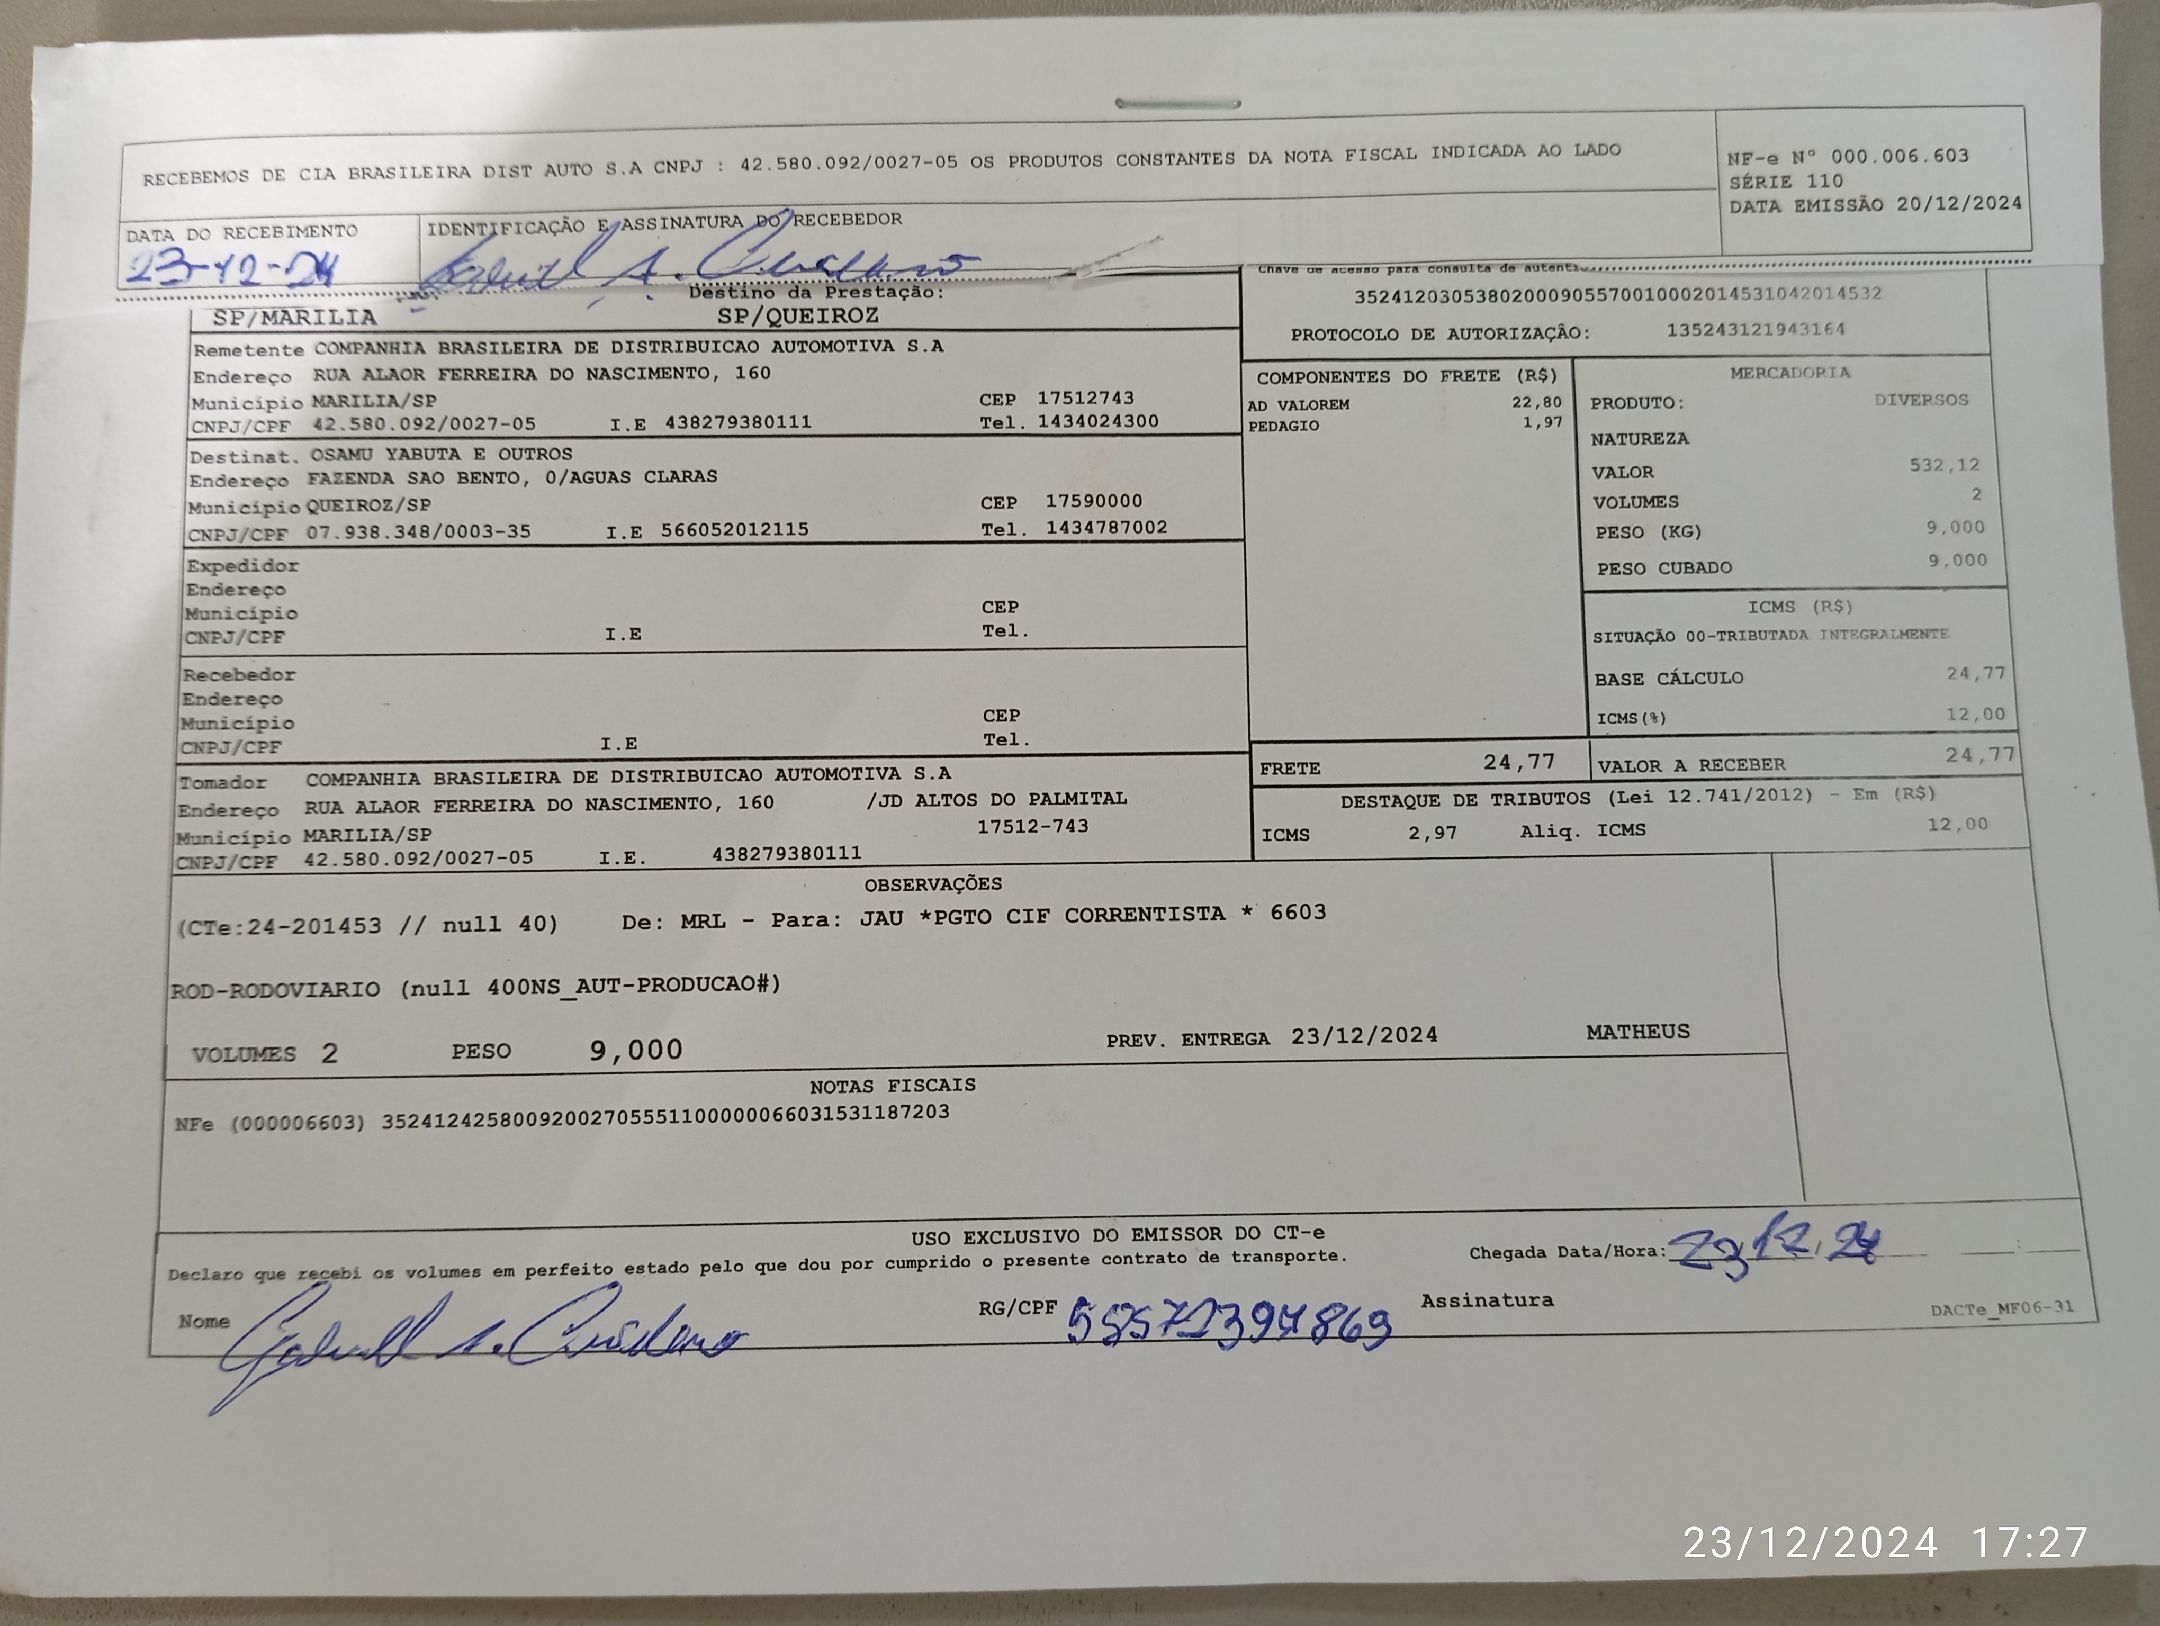 RECEBEMOS DE CIA BRASILEIRA DIST AUTO S.A CNPJ : 42.580.092/0027-05 OS PRODUTOS CONSTANTES DA NOTA FISCAL INDICADA AO LADO
NF-e Nº 000.006.603
SÉRIE 110
DATA EMISSÃO 20/12/2024
DATA DO RECEBIMENTO
23-12-24
IDENTIFICAÇÃO E ASSINATURA DO RECEBEDOR
Destino da Prestação:
SP/MARILIA SP/QUEIROZ
Chave de acesso para consulta de autenti
35241203053802000905570010002014531042014532
PROTOCOLO DE AUTORIZAÇÃO: 135243121943164
Remetente COMPANHIA BRASILEIRA DE DISTRIBUICAO AUTOMOTIVA S.A
Endereço RUA ALAOR FERREIRA DO NASCIMENTO, 160
Município MARILIA/SP CEP 17512743
CNPJ/CPF 42.580.092/0027-05 I.E 438279380111 Tel. 1434024300
Destinat. OSAMU YABUTA E OUTROS
Endereço FAZENDA SAO BENTO, 0/AGUAS CLARAS
Município QUEIROZ/SP CEP 17590000
CNPJ/CPF 07.938.348/0003-35 I.E 566052012115 Tel. 1434787002
Expedidor
Endereço
Município CEP
CNPJ/CPF I.E Tel.
Recebedor
Endereço
Município CEP
CNPJ/CPF I.E Tel.
Tomador COMPANHIA BRASILEIRA DE DISTRIBUICAO AUTOMOTIVA S.A
Endereço RUA ALAOR FERREIRA DO NASCIMENTO, 160 /JD ALTOS DO PALMITAL
Município MARILIA/SP 17512-743
CNPJ/CPF 42.580.092/0027-05 I.E. 438279380111
COMPONENTES DO FRETE (R$)
AD VALOREM 22,80
PEDAGIO 1,97
MERCADORIA
PRODUTO: DIVERSOS
NATUREZA
VALOR 532,12
VOLUMES 2
PESO (KG) 9,000
PESO CUBADO 9,000
ICMS (R$)
SITUAÇÃO 00-TRIBUTADA INTEGRALMENTE
BASE CÁLCULO 24,77
ICMS(%) 12,00
FRETE 24,77 VALOR A RECEBER 24,77
DESTAQUE DE TRIBUTOS (Lei 12.741/2012) - Em (R$)
ICMS 2,97 Aliq. ICMS 12,00
OBSERVAÇÕES
(CTe:24-201453 // null 40) De: MRL - Para: JAU *PGTO CIF CORRENTISTA * 6603
ROD-RODOVIARIO (null 400NS_AUT-PRODUCAO#)
VOLUMES 2 PESO 9,000 PREV. ENTREGA 23/12/2024 MATHEUS
NOTAS FISCAIS
NFe (000006603) 35241242580092002705551100000066031531187203
USO EXCLUSIVO DO EMISSOR DO CT-e
Declaro que recebi os volumes em perfeito estado pelo que dou por cumprido o presente contrato de transporte.
Chegada Data/Hora: 23,12,24 :
Nome RG/CPF Assinatura
DACTe_MF06-31
23/12/2024 17:27